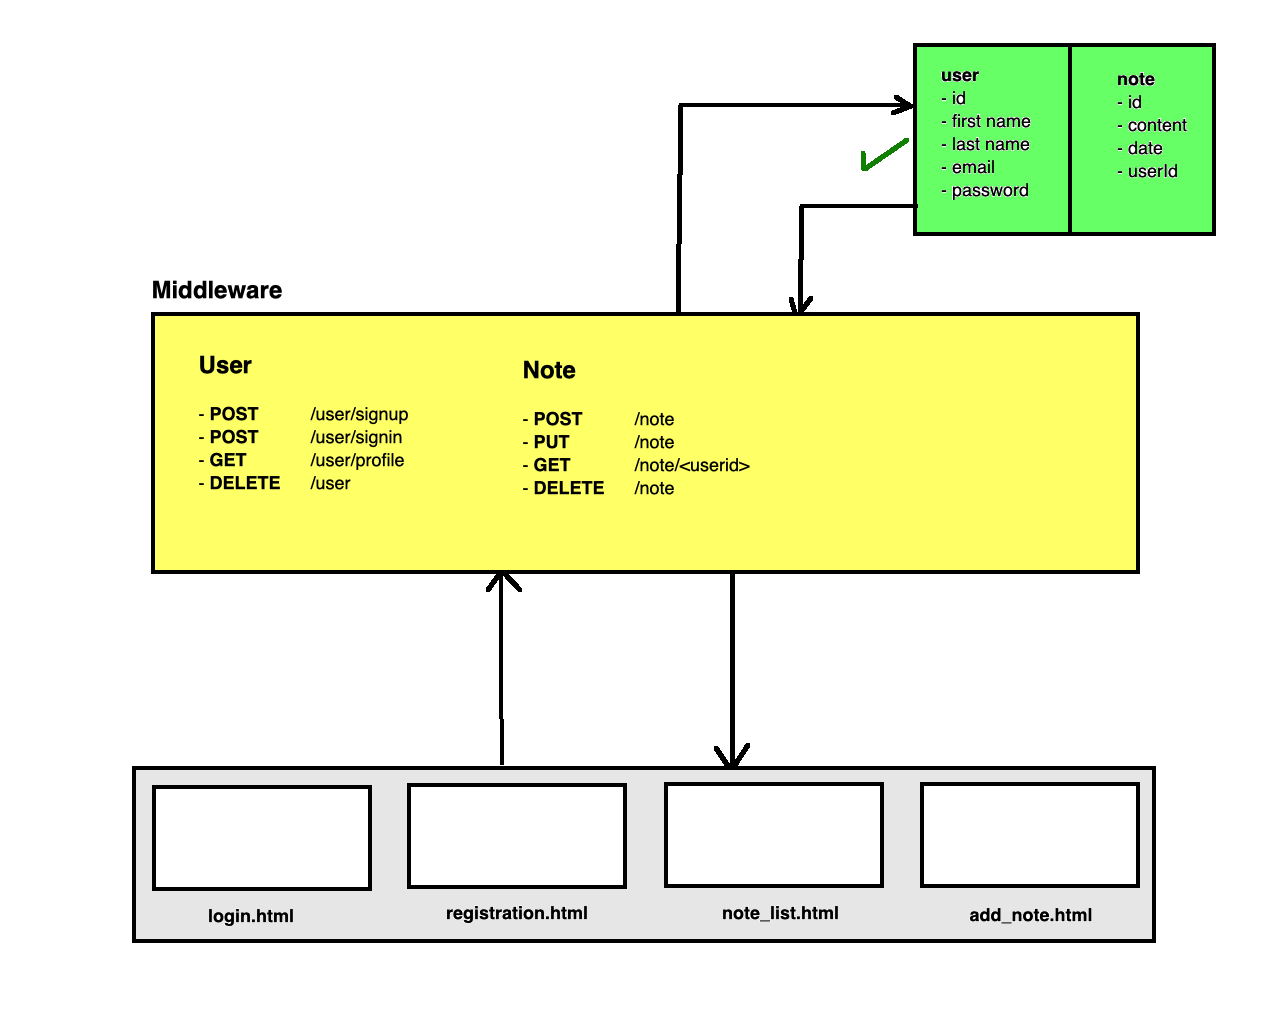 user
- id
- first name
- last name
- email
- password
note
- id
- content
- date
- userId
Middleware
User
- POST /user/signup
- POST /user/signin
- GET /user/profile
- DELETE /user
Note
- POST /note
- PUT /note
- GET /note/<userid>
- DELETE /note
login.html
registration.html
note_list.html
add_note.html